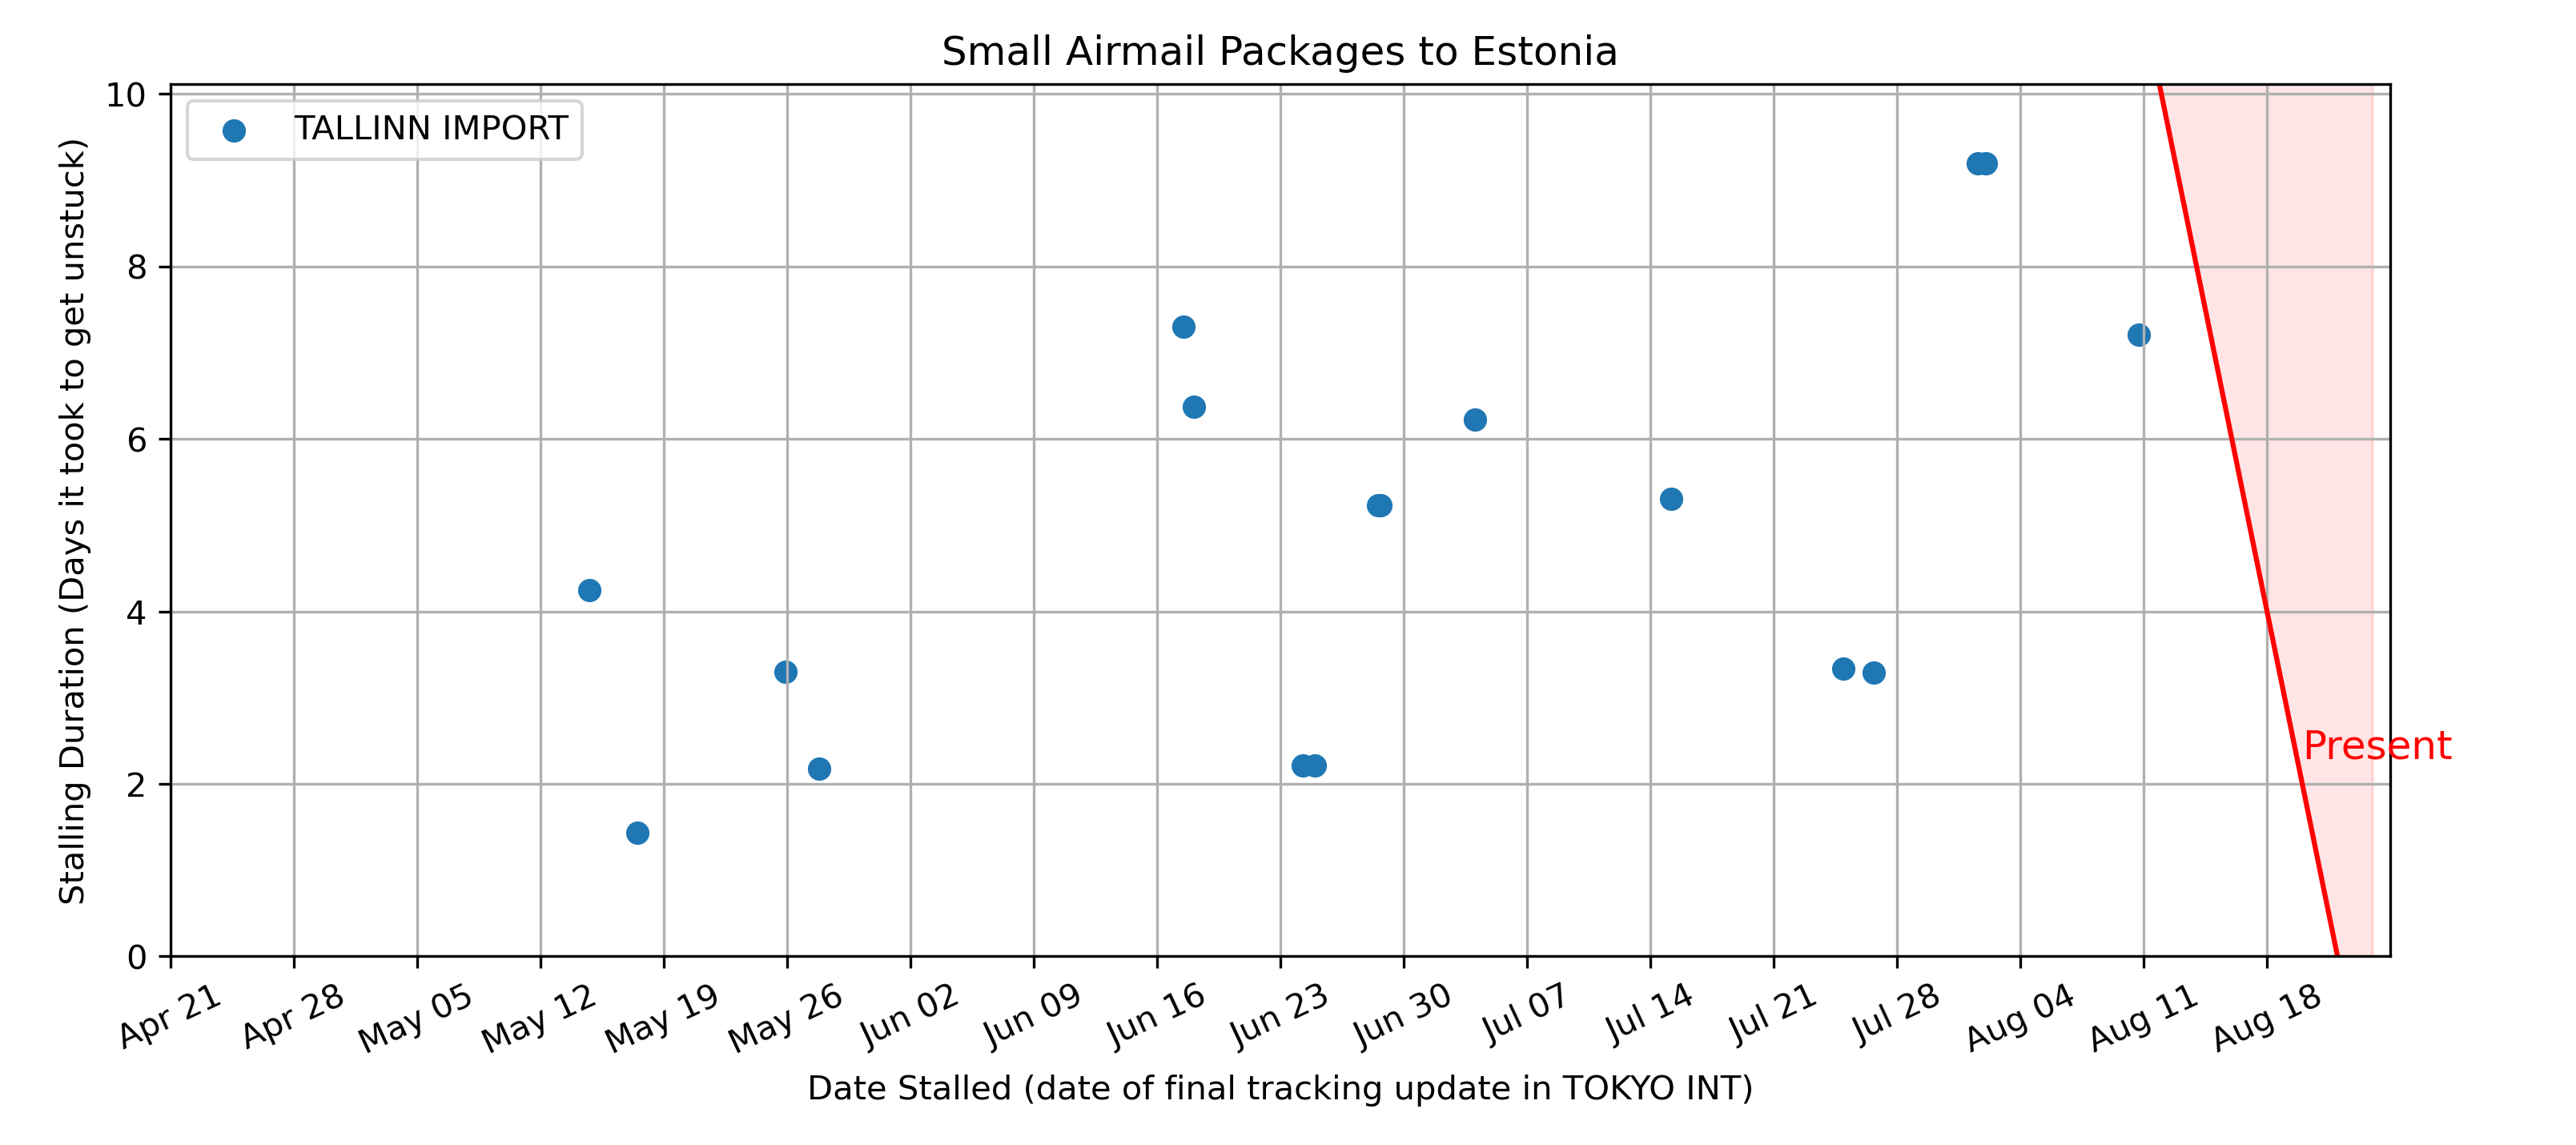 Small Airmail Packages to Estonia
TALLINN IMPORT
Stalling Duration (Days it took to get unstuck)
10
8
6
4
2
0
Present
Apr 21
Apr 28
May 05
May 12
May 19
May 26
Jun 02
Jun 09
Jun 16
Jun 23
Jun 30
Jul 07
Jul 14
Jul 21
Jul 28
Aug 04
Aug 11
Aug 18
Date Stalled (date of final tracking update in TOKYO INT)